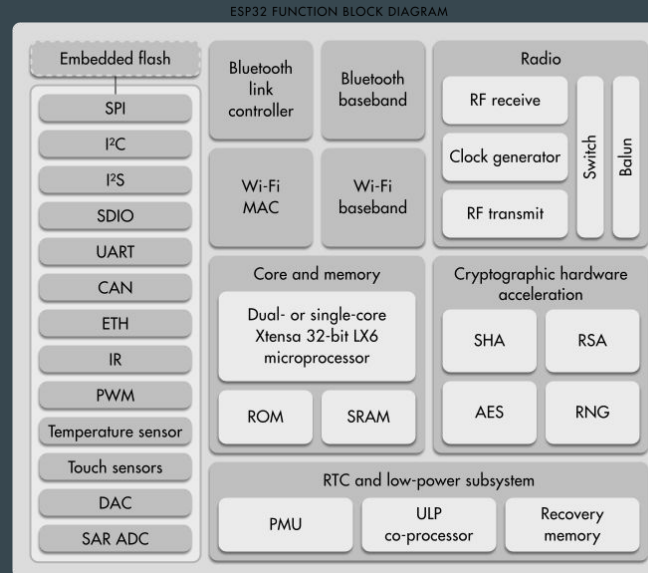 ESP32 FUNCTION BLOCK DIAGRAM
Embedded flash
SPI
I²C
I²S
SDIO
UART
CAN
ETH
IR
PWM
Temperature sensor
Touch sensors
DAC
SAR ADC
Bluetooth
link
controller
Bluetooth
baseband
Wi-Fi
MAC
Wi-Fi
baseband
Radio
RF receive
Clock generator
RF transmit
Switch
Balun
Core and memory
Dual- or single-core
Xtensa 32-bit LX6
microprocessor
ROM
SRAM
Cryptographic hardware
acceleration
SHA
RSA
AES
RNG
RTC and low-power subsystem
PMU
ULP
co-processor
Recovery
memory